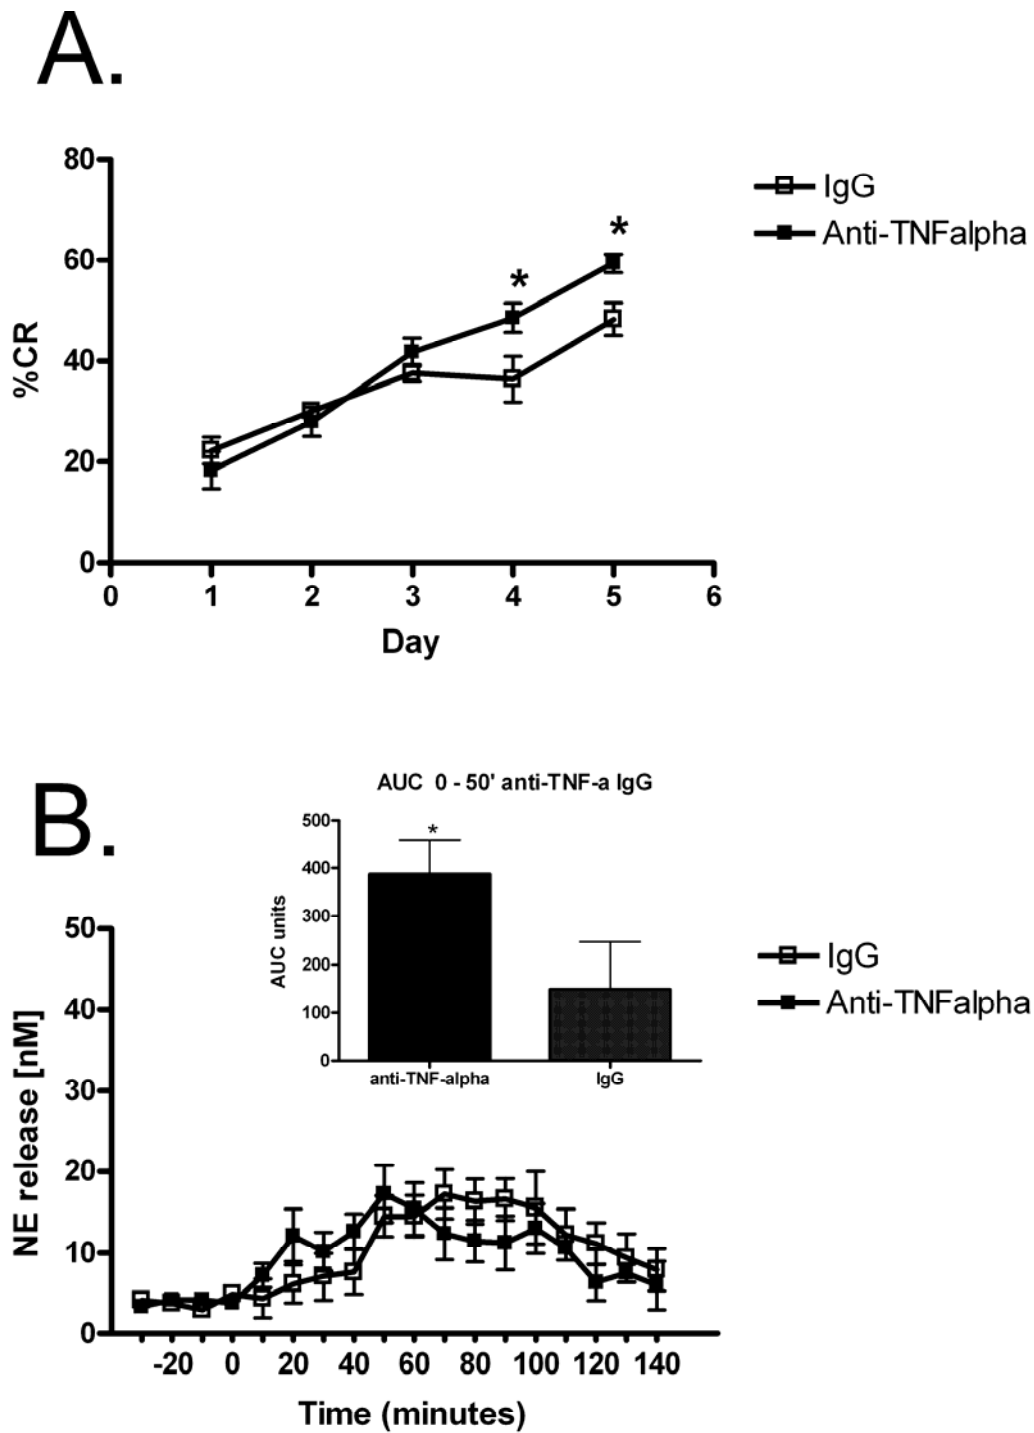 A.
80
60
40
20
0
%CR
* *
0 1 2 3 4 5 6
Day
IgG
Anti-TNFalpha
B.
AUC 0 - 50' anti-TNF-a IgG
500
400
300
200
100
0
AUC units
*
anti-TNF-alpha IgG
50
40
30
20
10
0
NE release [nM]
-20 0 20 40 60 80 100 120 140
Time (minutes)
IgG
Anti-TNFalpha